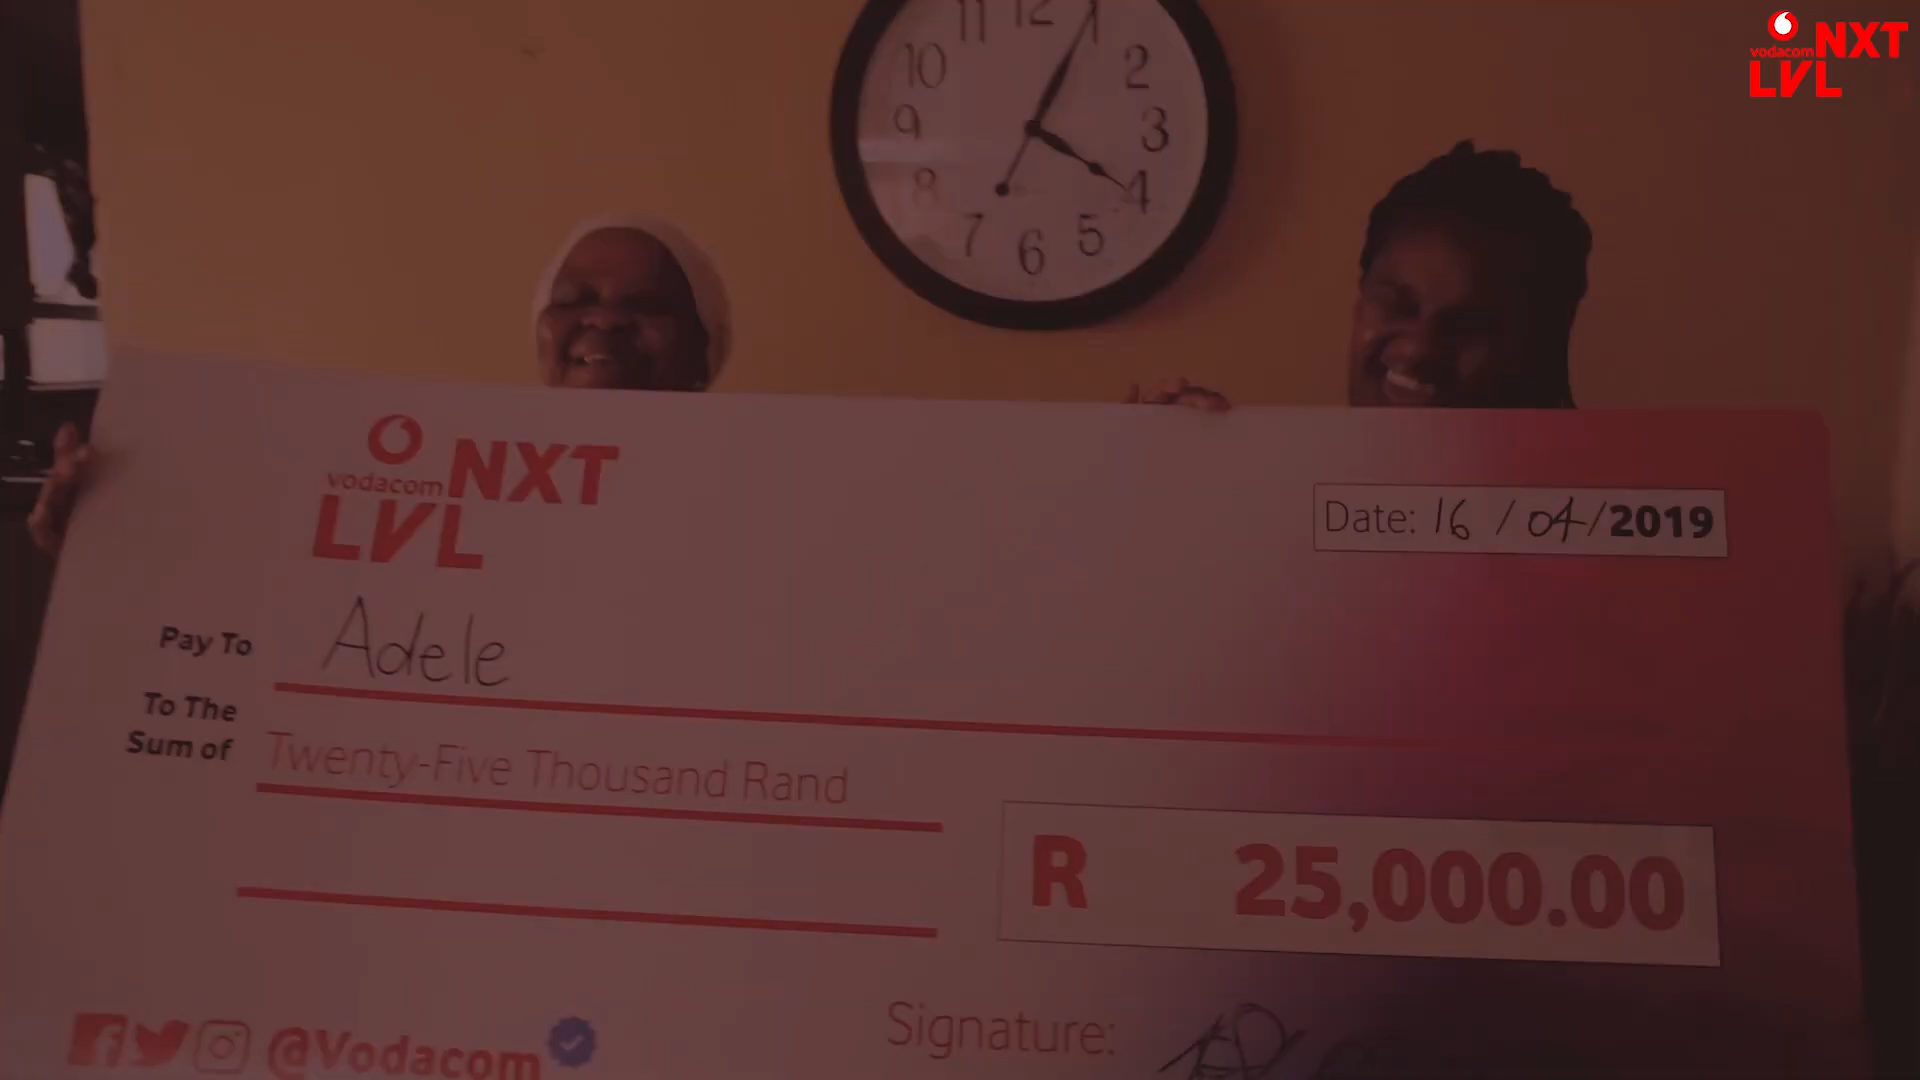 11 12 1
10 2
9 3
8 4
7 6 5
vodacom NXT
LVL
vodacom NXT
LVL
Date: 16 / 04 / 2019
Pay To Adele
To The
Sum of Twenty-Five Thousand Rand
R 25,000.00
@Vodacom
Signature: